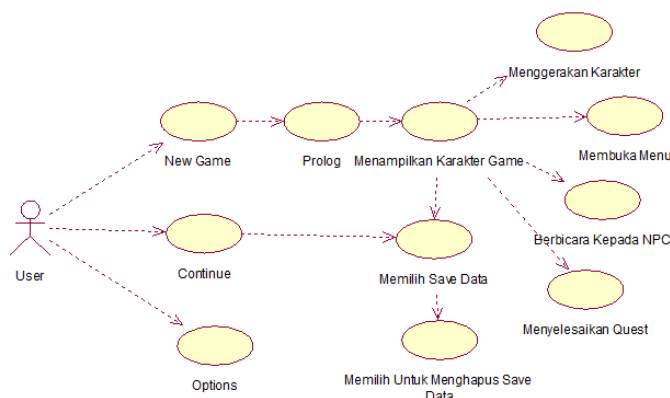 Menggerakan Karakter
New Game
Prolog
Menampilkan Karakter Game
Membuka Menu
Berbicara Kepada NPC
User
Continue
Memilih Save Data
Menyelesaikan Quest
Options
Memilih Untuk Menghapus Save
Data